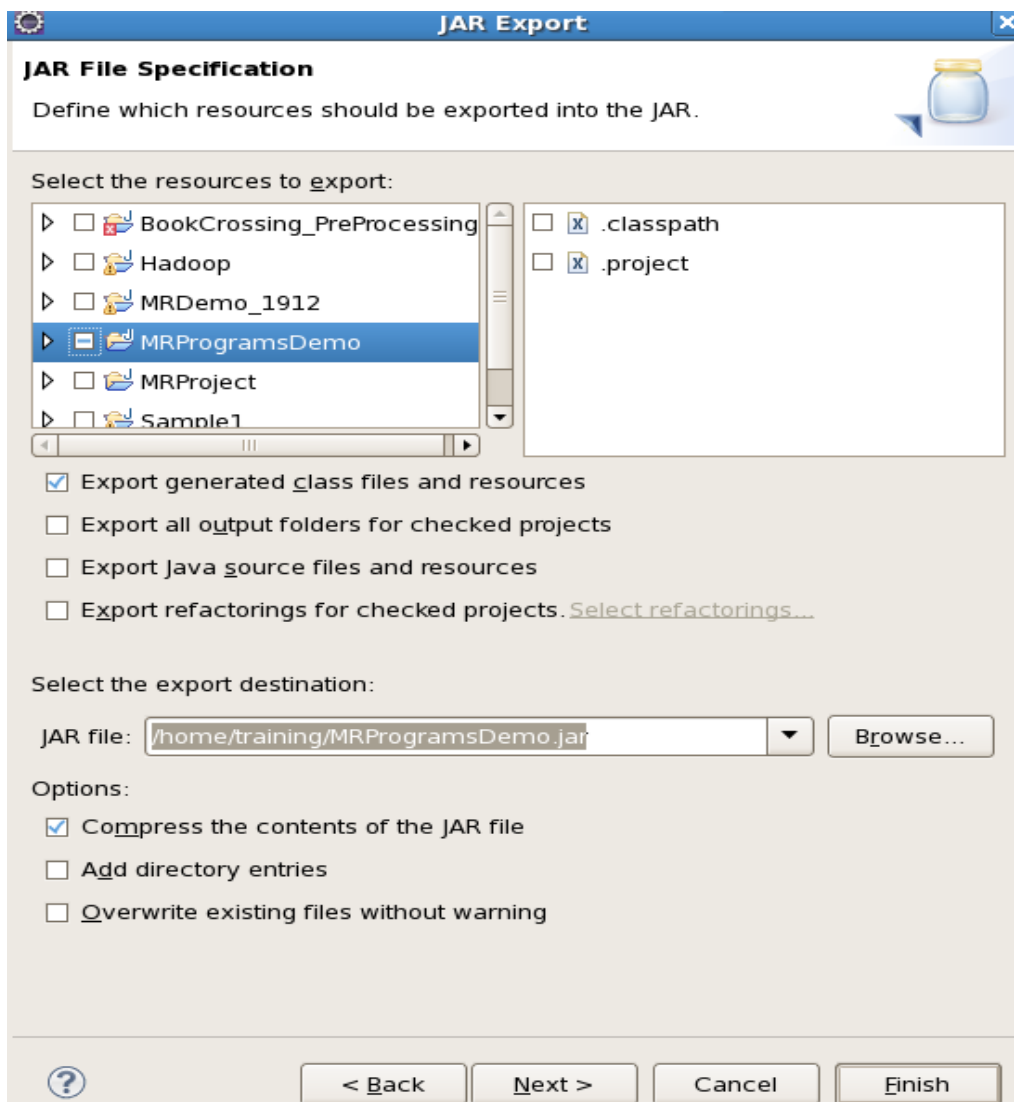 JAR Export
JAR File Specification
Define which resources should be exported into the JAR.
Select the resources to export:
BookCrossing_PreProcessing
Hadoop
MRDemo_1912
MRProgramsDemo
MRProject
Sample1
.classpath
.project
Export generated class files and resources
Export all output folders for checked projects
Export Java source files and resources
Export refactorings for checked projects. Select refactorings...
Select the export destination:
JAR file: /home/training/MRProgramsDemo.jar Browse...
Options:
Compress the contents of the JAR file
Add directory entries
Overwrite existing files without warning
< Back Next > Cancel Finish